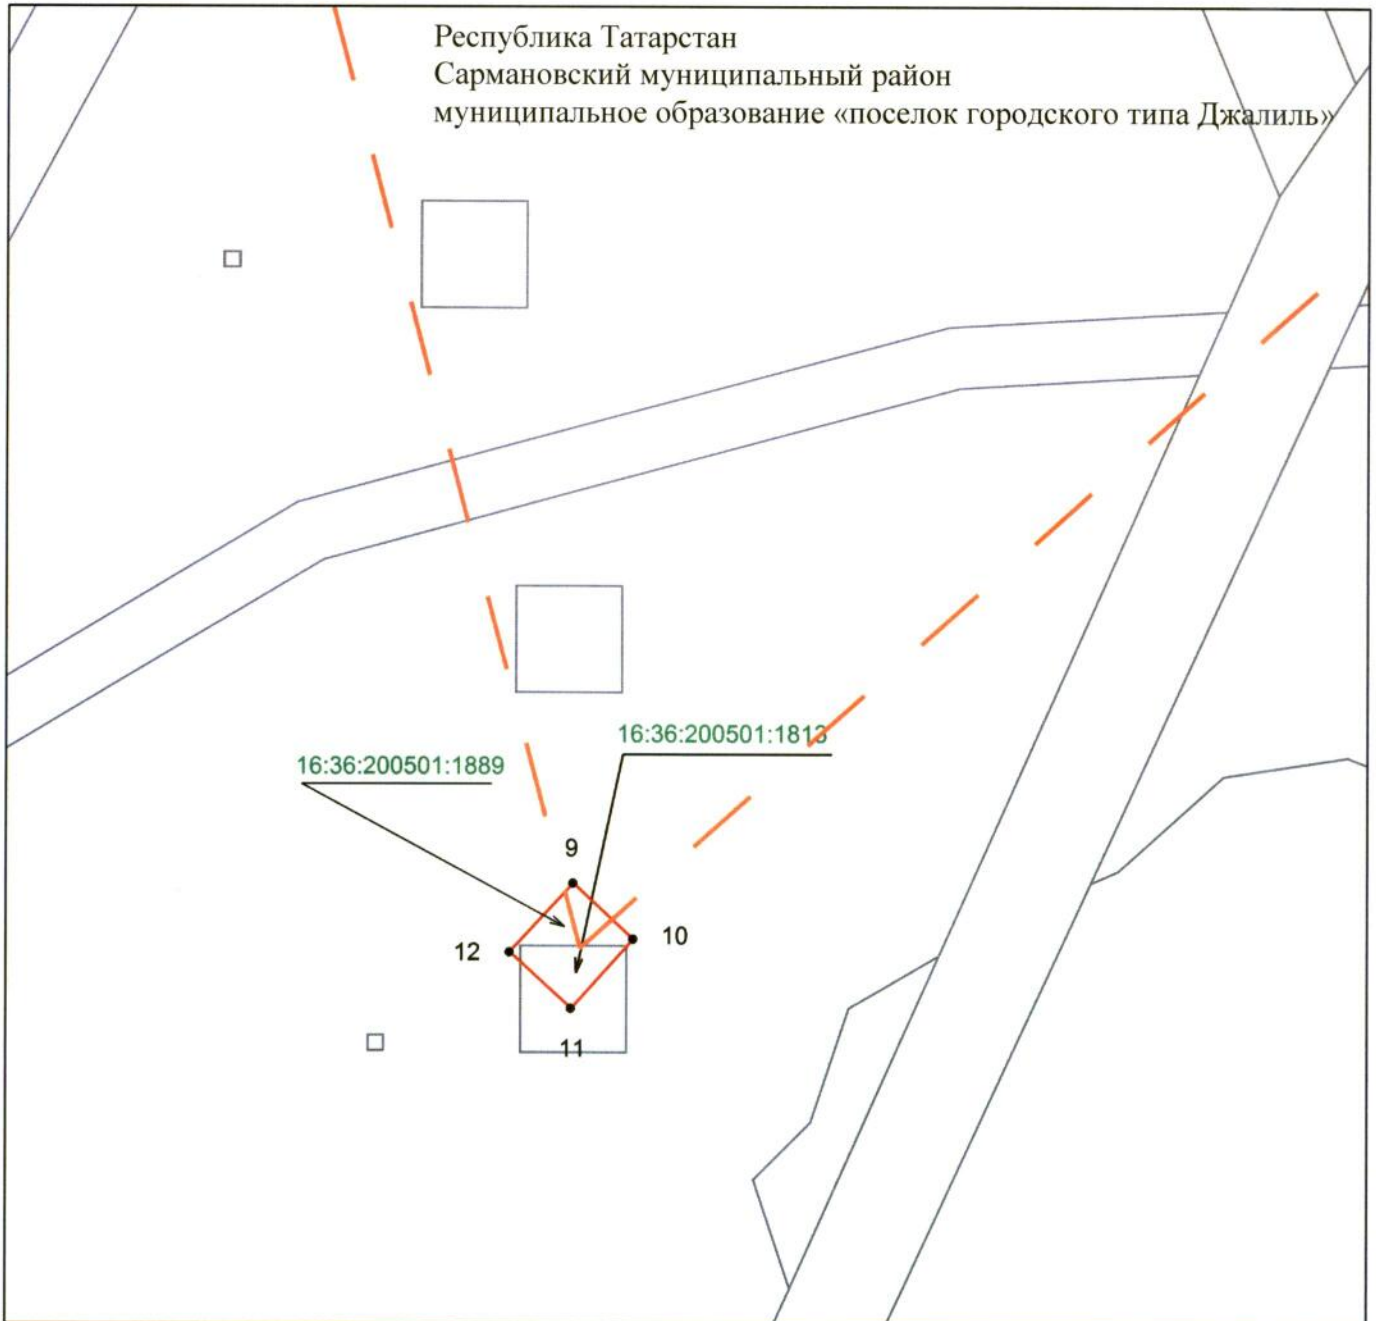 Республика Татарстан
Сармановский муниципальный район
муниципальное образование «поселок городского типа Джалиль»
16:36:200501:1813
16:36:200501:1889
9
10
12
11